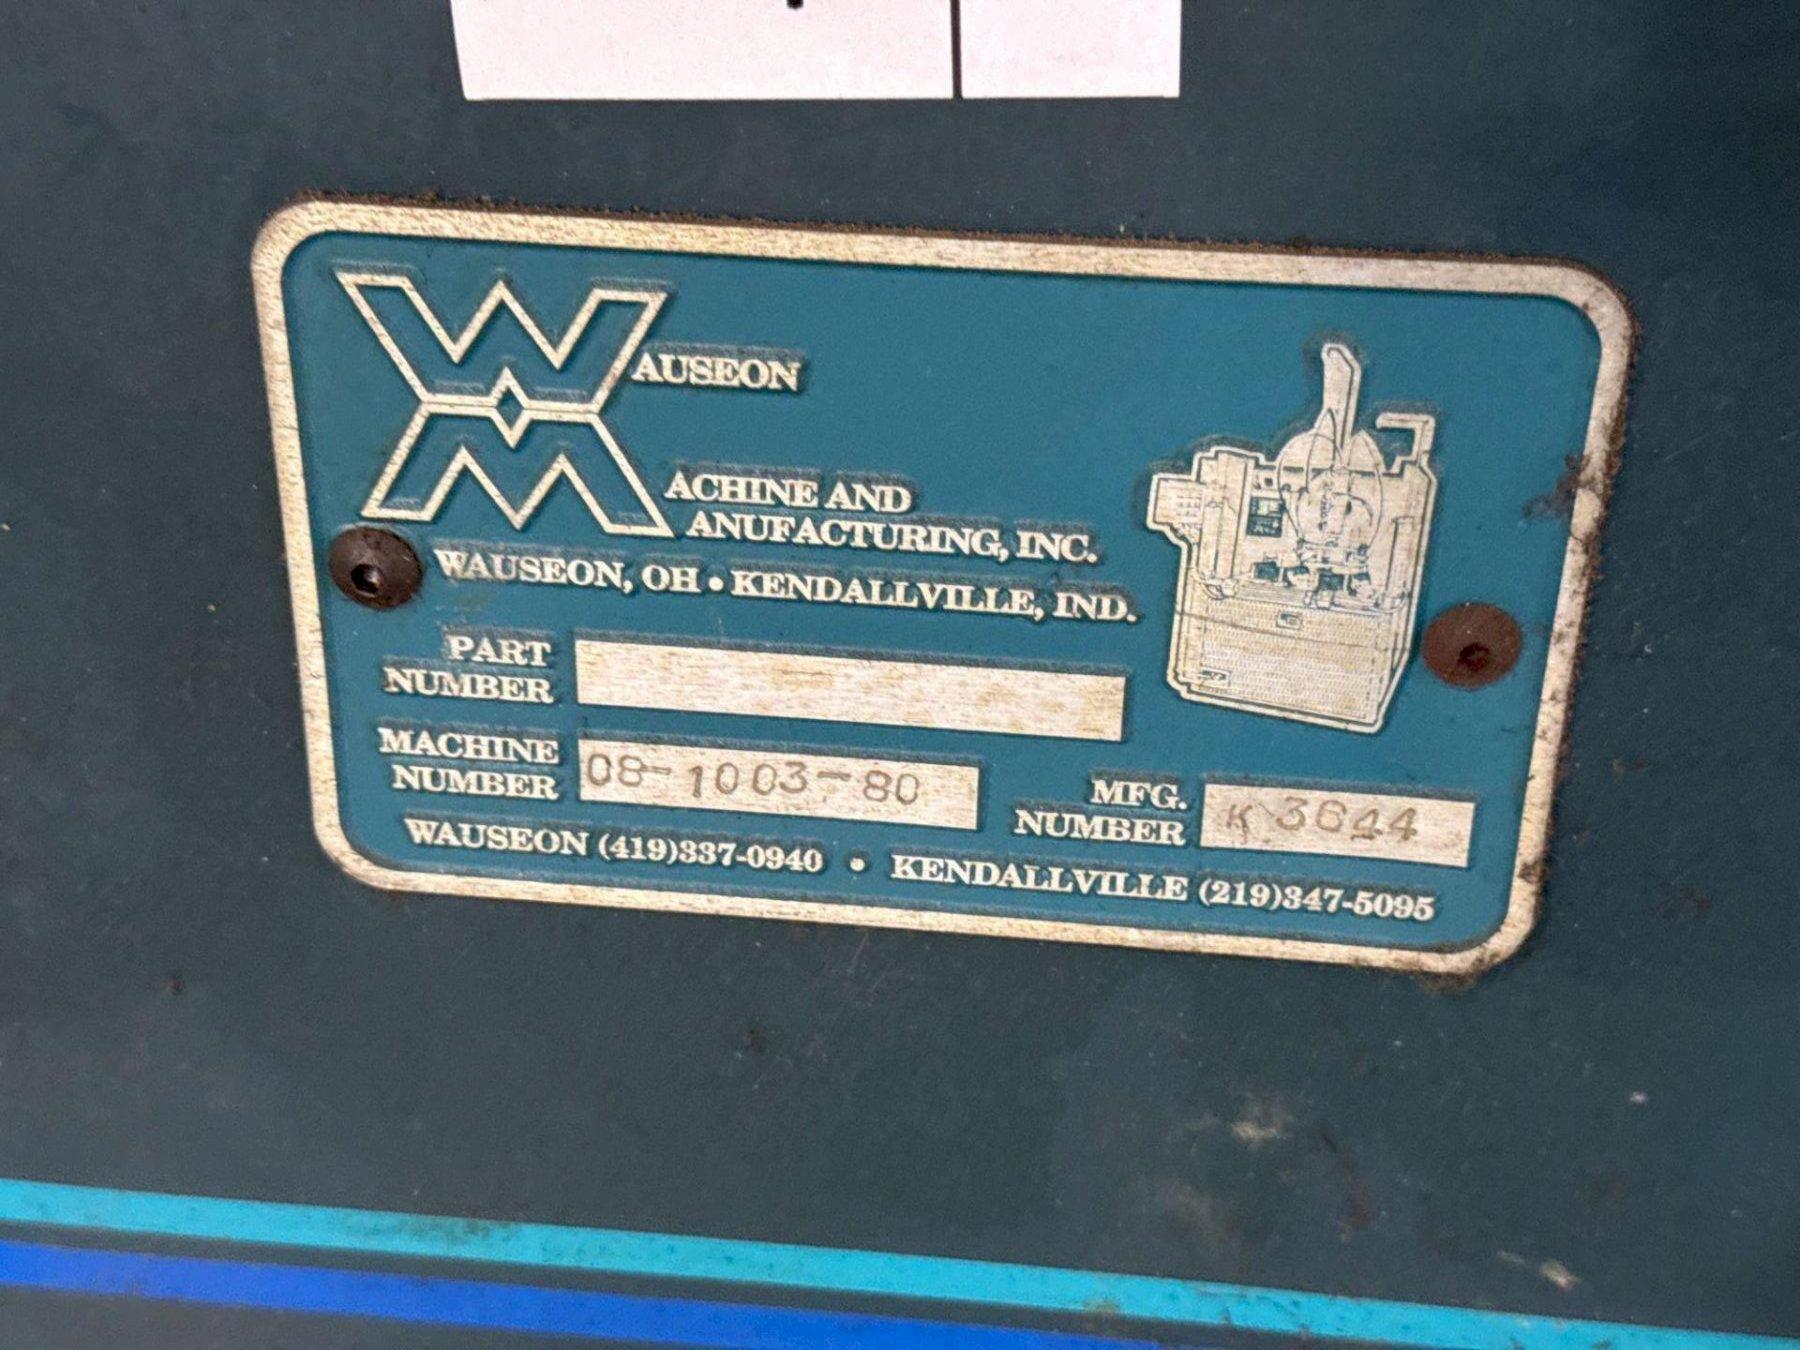 WAUSEON
MACHINE AND
MANUFACTURING, INC.
WAUSEON, OH • KENDALLVILLE, IND.
PART
NUMBER
MACHINE
NUMBER 08-1003-80
MFG.
NUMBER K 3644
WAUSEON (419)337-0940 • KENDALLVILLE (219)347-5095